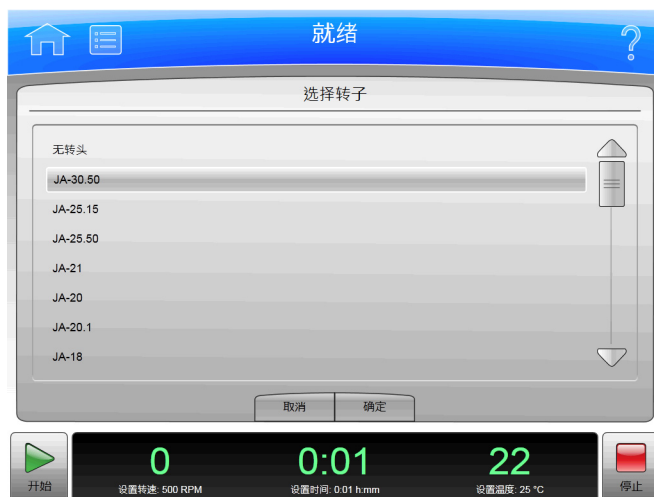 就绪
?
选择转子
无转头
JA-30.50
JA-25.15
JA-25.50
JA-21
JA-20
JA-20.1
JA-18
取消 确定
0 0:01 22
开始 设置转速: 500 RPM 设置时间: 0:01 h:mm 设置温度: 25 °C 停止